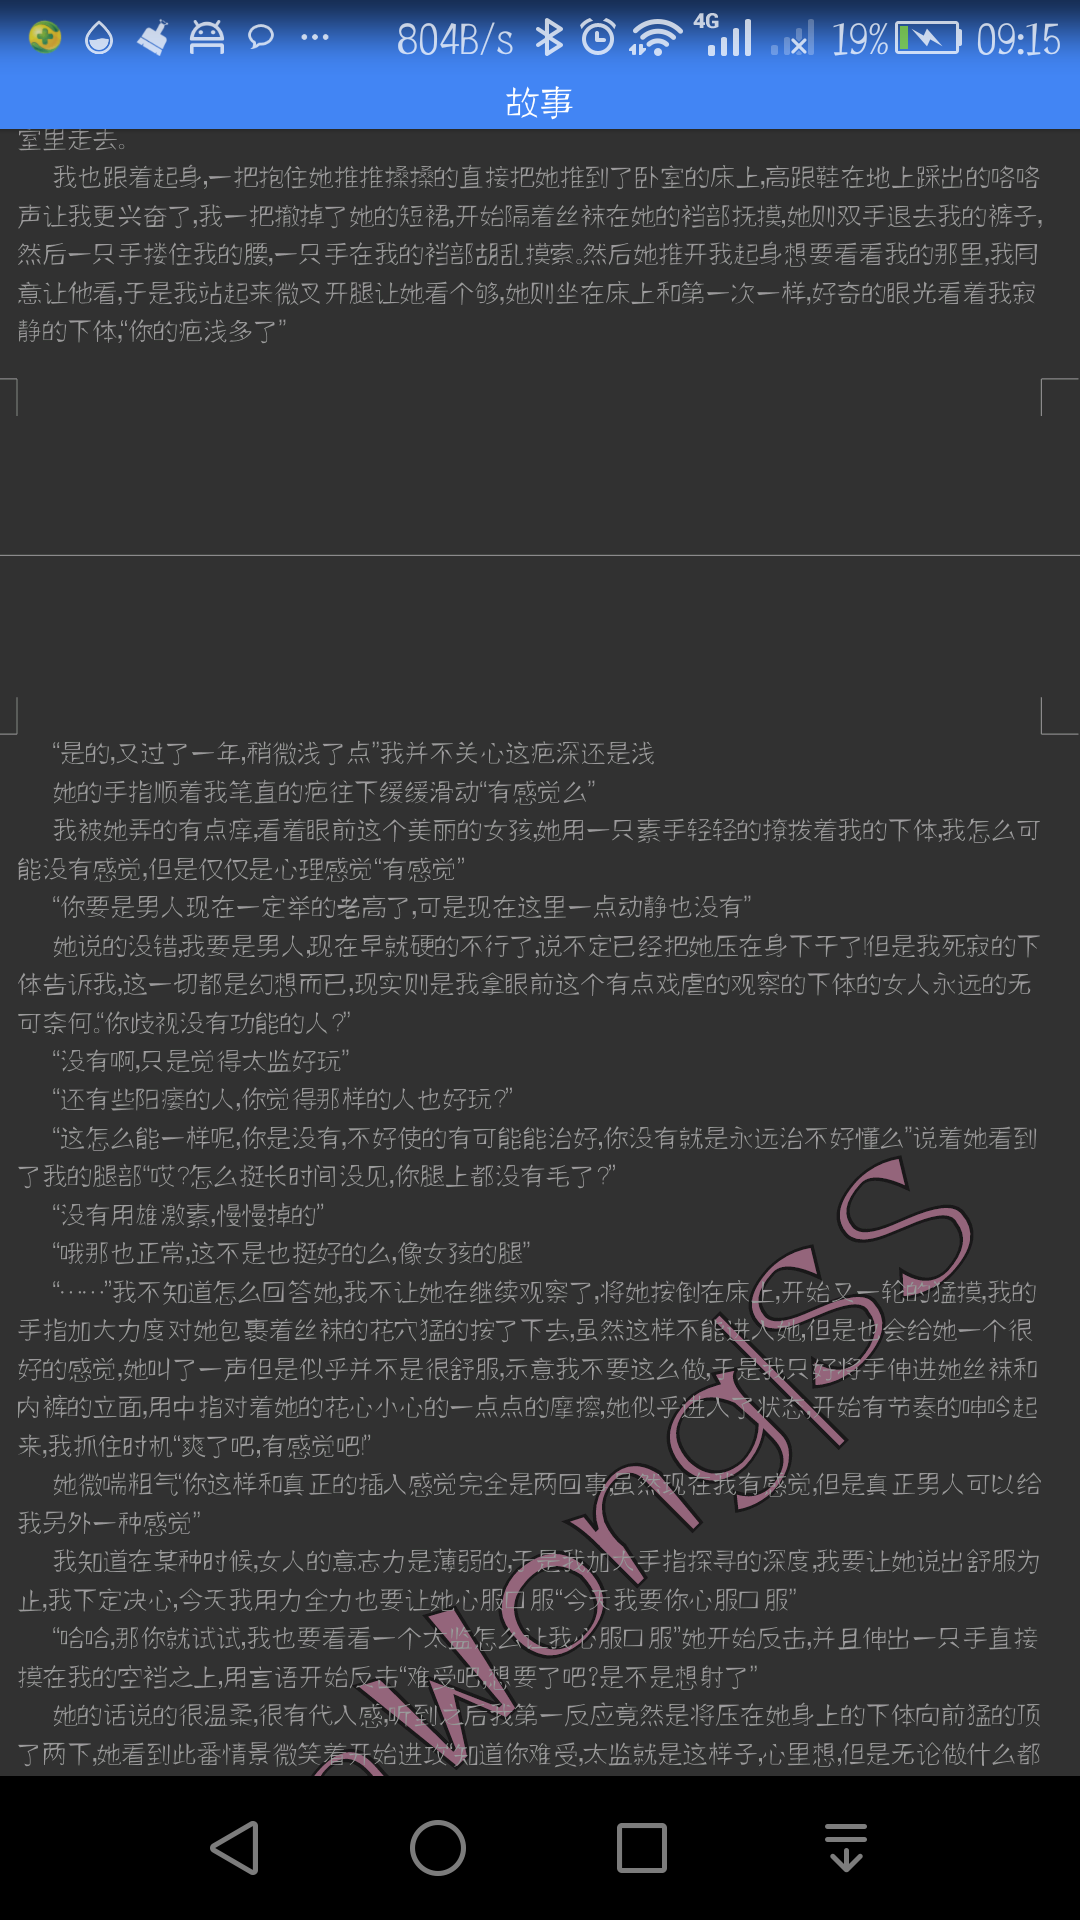 804B/s 4G 19% 09:15
故事
室里走去。
我也跟着起身,一把抱住她推推搡搡的直接把她推到了卧室的床上,高跟鞋在地上踩出的咯咯
声让我更兴奋了,我一把撤掉了她的短裙,开始隔着丝袜在她的裆部抚摸,她则双手退去我的裤子,
然后一只手搂住我的腰,一只手在我的裆部胡乱摸索。然后她推开我起身想要看看我的那里,我同
意让他看,于是我站起来微叉开腿让她看个够,她则坐在床上和第一次一样,好奇的眼光看着我寂
静的下体,“你的疤浅多了”
“是的,又过了一年,稍微浅了点”我并不关心这疤深还是浅
她的手指顺着我笔直的疤往下缓缓滑动“有感觉么”
我被她弄的有点痒,看着眼前这个美丽的女孩,她用一只素手轻轻的撩拨着我的下体,我怎么可
能没有感觉,但是仅仅是心理感觉“有感觉”
“你要是男人现在一定举的老高了,可是现在这里一点动静也没有”
她说的没错,我要是男人,现在早就硬的不行了,说不定已经把她压在身下干了!但是我死寂的下
体告诉我,这一切都是幻想而已,现实则是我拿眼前这个有点戏虐的观察的下体的女人永远的无
可奈何。“你歧视没有功能的人?”
“没有啊,只是觉得太监好玩”
“还有些阳痿的人,你觉得那样的人也好玩?”
“这怎么能一样呢,你是没有,不好使的有可能能治好,你没有就是永远治不好懂么”说着她看到
了我的腿部“哎?怎么挺长时间没见,你腿上都没有毛了?”
“没有用雄激素,慢慢掉的”
“哦那也正常,这不是也挺好的么,像女孩的腿”
“……”我不知道怎么回答她,我不让她在继续观察了,将她按倒在床上,开始又一轮的猛摸,我的
手指加大力度对她包裹着丝袜的花穴猛的按了下去,虽然这样不能进入她,但是也会给她一个很
好的感觉,她叫了一声但是似乎并不是很舒服,示意我不要这么做,于是我只好将手伸进她丝袜和
内裤的立面,用中指对着她的花心小心的一点点的摩擦,她似乎进入了状态,开始有节奏的呻吟起
来,我抓住时机“爽了吧,有感觉吧!”
她微喘粗气“你这样和真正的插入感觉完全是两回事,虽然现在我有感觉,但是真正男人可以给
我另外一种感觉”
我知道在某种时候,女人的意志力是薄弱的,于是我加大手指探寻的深度,我要让她说出舒服为
止,我下定决心,今天我用力全力也要让她心服口服“今天我要你心服口服”
“哈哈,那你就试试,我也要看看一个太监怎么让我心服口服”她开始反击,并且伸出一只手直接
摸在我的空裆之上,用言语开始反击“难受吧,想要了吧?是不是想射了”
她的话说的很温柔,很有代入感,听到之后我第一反应竟然是将压在她身上的下体向前猛的顶
了两下,她看到此番情景微笑着开始进攻“知道你难受,太监就是这样子,心里想,但是无论做什么都
wongjss